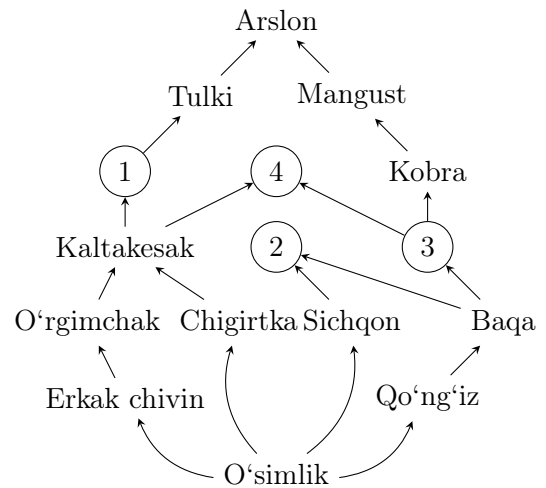 Arslon
Tulki
Mangust
1
4
Kobra
Kaltakesak
2
3
O‘rgimchak
Chigirtka
Sichqon
Baqa
Erkak chivin
Qo‘ng‘iz
O‘simlik